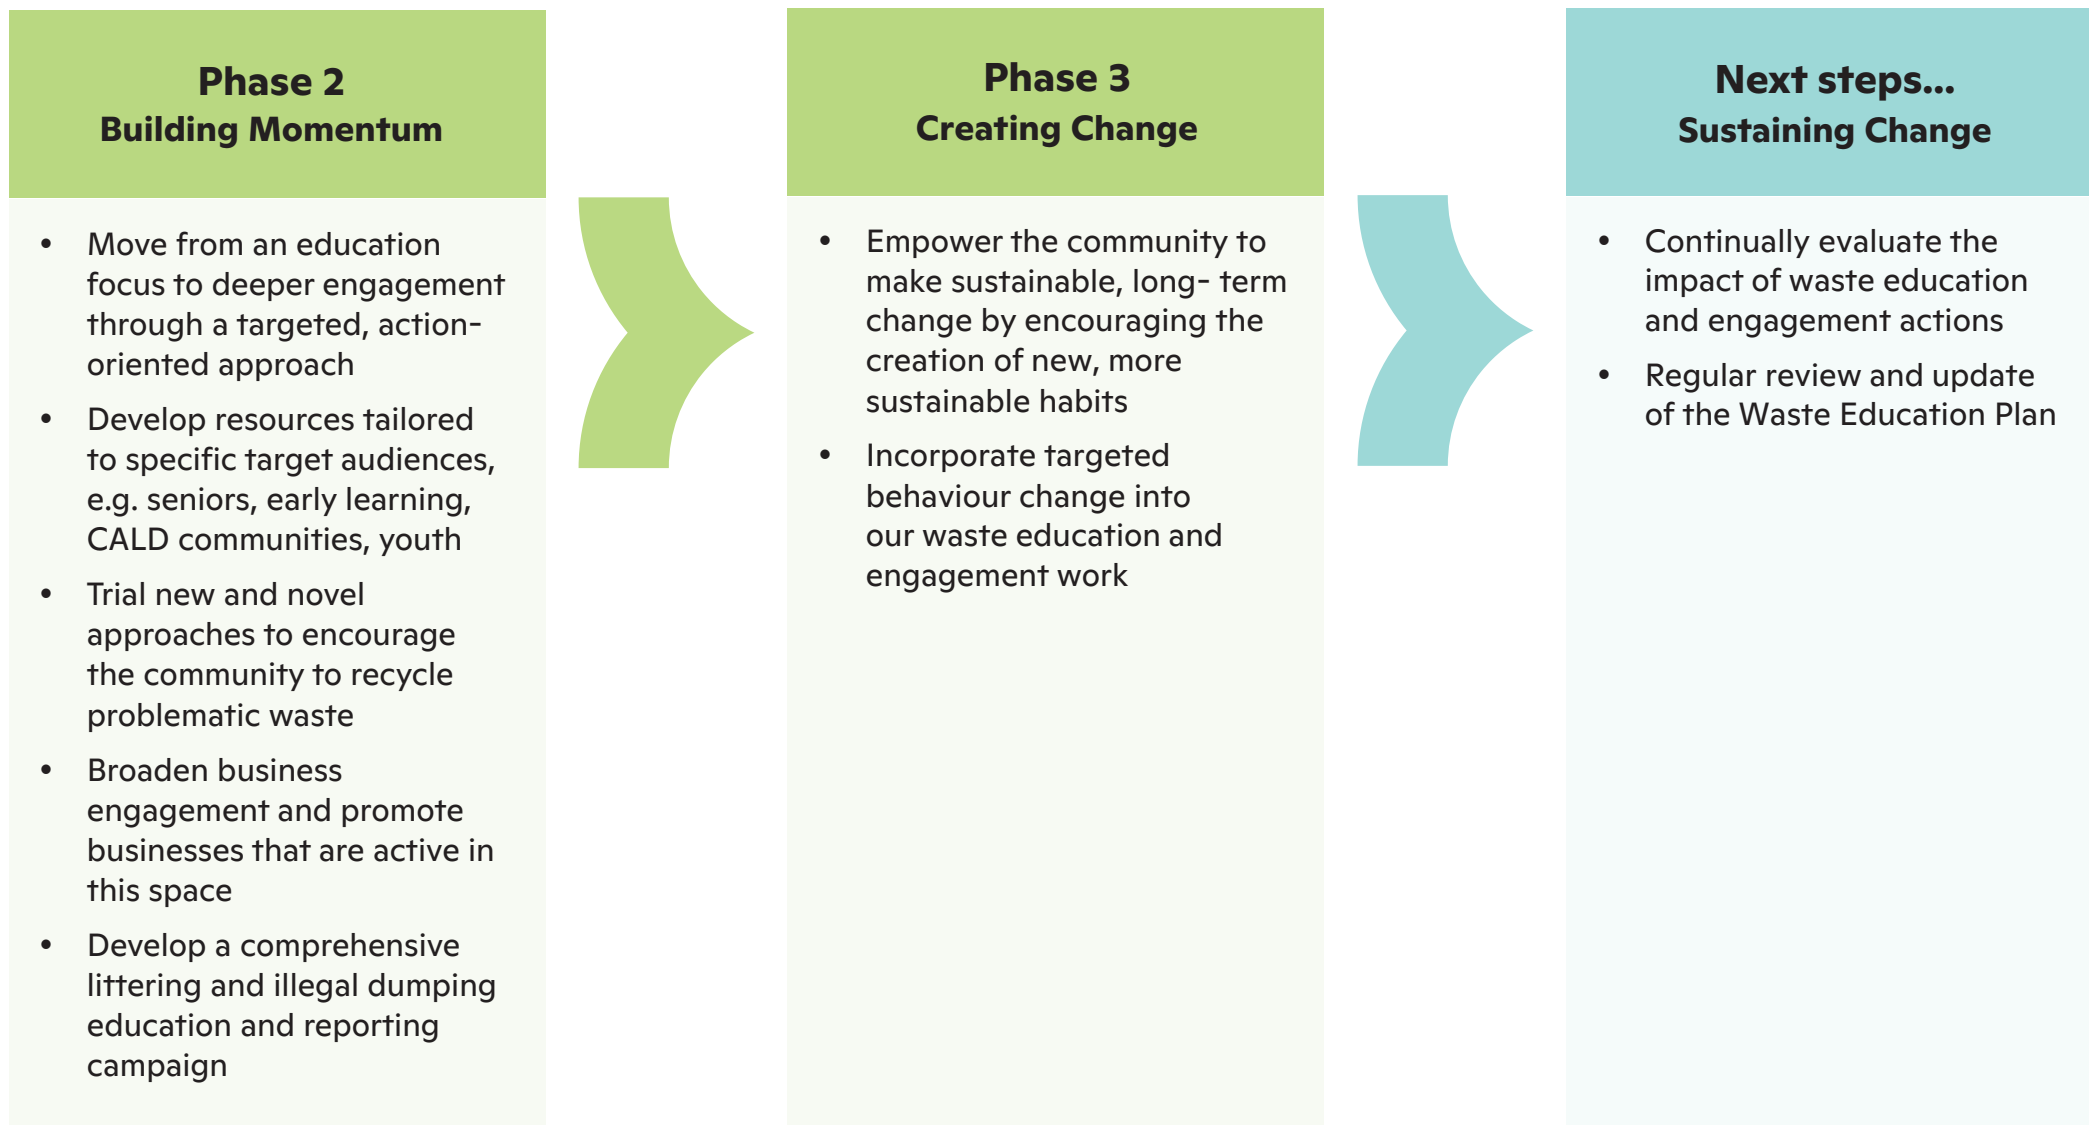 Phase 2
Building Momentum
• Move from an education
focus to deeper engagement
through a targeted, action-
oriented approach
• Develop resources tailored
to specific target audiences,
e.g. seniors, early learning,
CALD communities, youth
• Trial new and novel
approaches to encourage
the community to recycle
problematic waste
• Broaden business
engagement and promote
businesses that are active in
this space
• Develop a comprehensive
littering and illegal dumping
education and reporting
campaign
Phase 3
Creating Change
• Empower the community to
make sustainable, long- term
change by encouraging the
creation of new, more
sustainable habits
• Incorporate targeted
behaviour change into
our waste education and
engagement work
Next steps...
Sustaining Change
• Continually evaluate the
impact of waste education
and engagement actions
• Regular review and update
of the Waste Education Plan